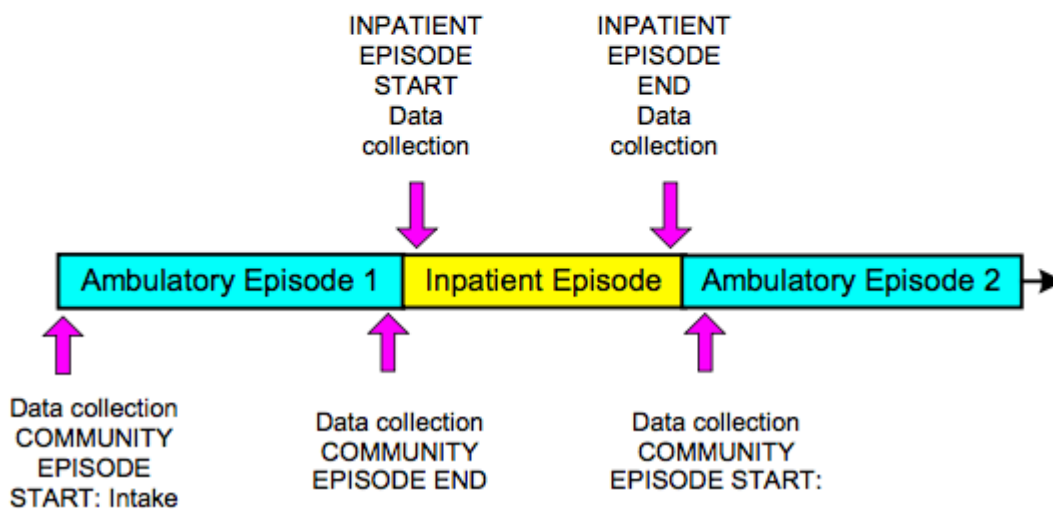 INPATIENT
EPISODE
START
Data
collection
INPATIENT
EPISODE
END
Data
collection
Ambulatory Episode 1
Inpatient Episode
Ambulatory Episode 2
Data collection
COMMUNITY
EPISODE
START: Intake
Data collection
COMMUNITY
EPISODE END
Data collection
COMMUNITY
EPISODE START: